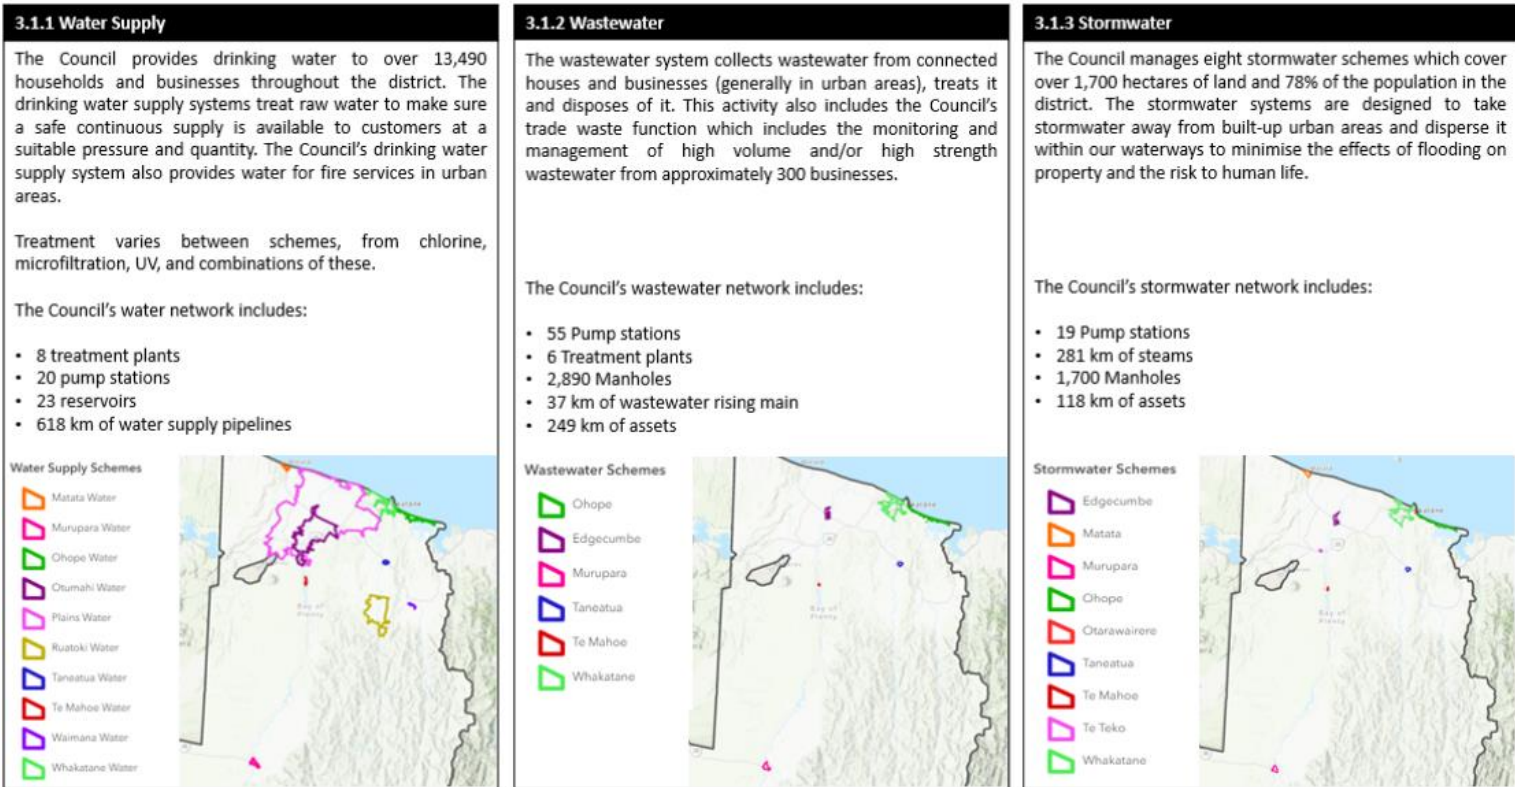 3.1.1 Water Supply
The Council provides drinking water to over 13,490
households and businesses throughout the district. The
drinking water supply systems treat raw water to make sure
a safe continuous supply is available to customers at a
suitable pressure and quantity. The Council's drinking water
supply system also provides water for fire services in urban
areas.
Treatment varies between schemes, from chlorine,
microfiltration, UV, and combinations of these.
The Council's water network includes:
• 8 treatment plants
• 20 pump stations
• 23 reservoirs
• 618 km of water supply pipelines
Water Supply Schemes
Matata Water
Murupara Water
Ohope Water
Otumahi Water
Plains Water
Ruatoki Water
Taneatua Water
Te Mahoe Water
Waimana Water
Whakatane Water
Bay of
Plenty
3.1.2 Wastewater
The wastewater system collects wastewater from connected
houses and businesses (generally in urban areas), treats it
and disposes of it. This activity also includes the Council's
trade waste function which includes the monitoring and
management of high volume and/or high strength
wastewater from approximately 300 businesses.
The Council's wastewater network includes:
• 55 Pump stations
• 6 Treatment plants
• 2,890 Manholes
• 37 km of wastewater rising main
• 249 km of assets
Wastewater Schemes
Ohope
Edgecumbe
Murupara
Taneatua
Te Mahoe
Whakatane
Bay of
Plenty
3.1.3 Stormwater
The Council manages eight stormwater schemes which cover
over 1,700 hectares of land and 78% of the population in the
district. The stormwater systems are designed to take
stormwater away from built-up urban areas and disperse it
within our waterways to minimise the effects of flooding on
property and the risk to human life.
The Council's stormwater network includes:
• 19 Pump stations
• 281 km of steams
• 1,700 Manholes
• 118 km of assets
Stormwater Schemes
Edgecumbe
Matata
Murupara
Ohope
Otarawairere
Taneatua
Te Mahoe
Te Teko
Whakatane
Bay of
Plenty